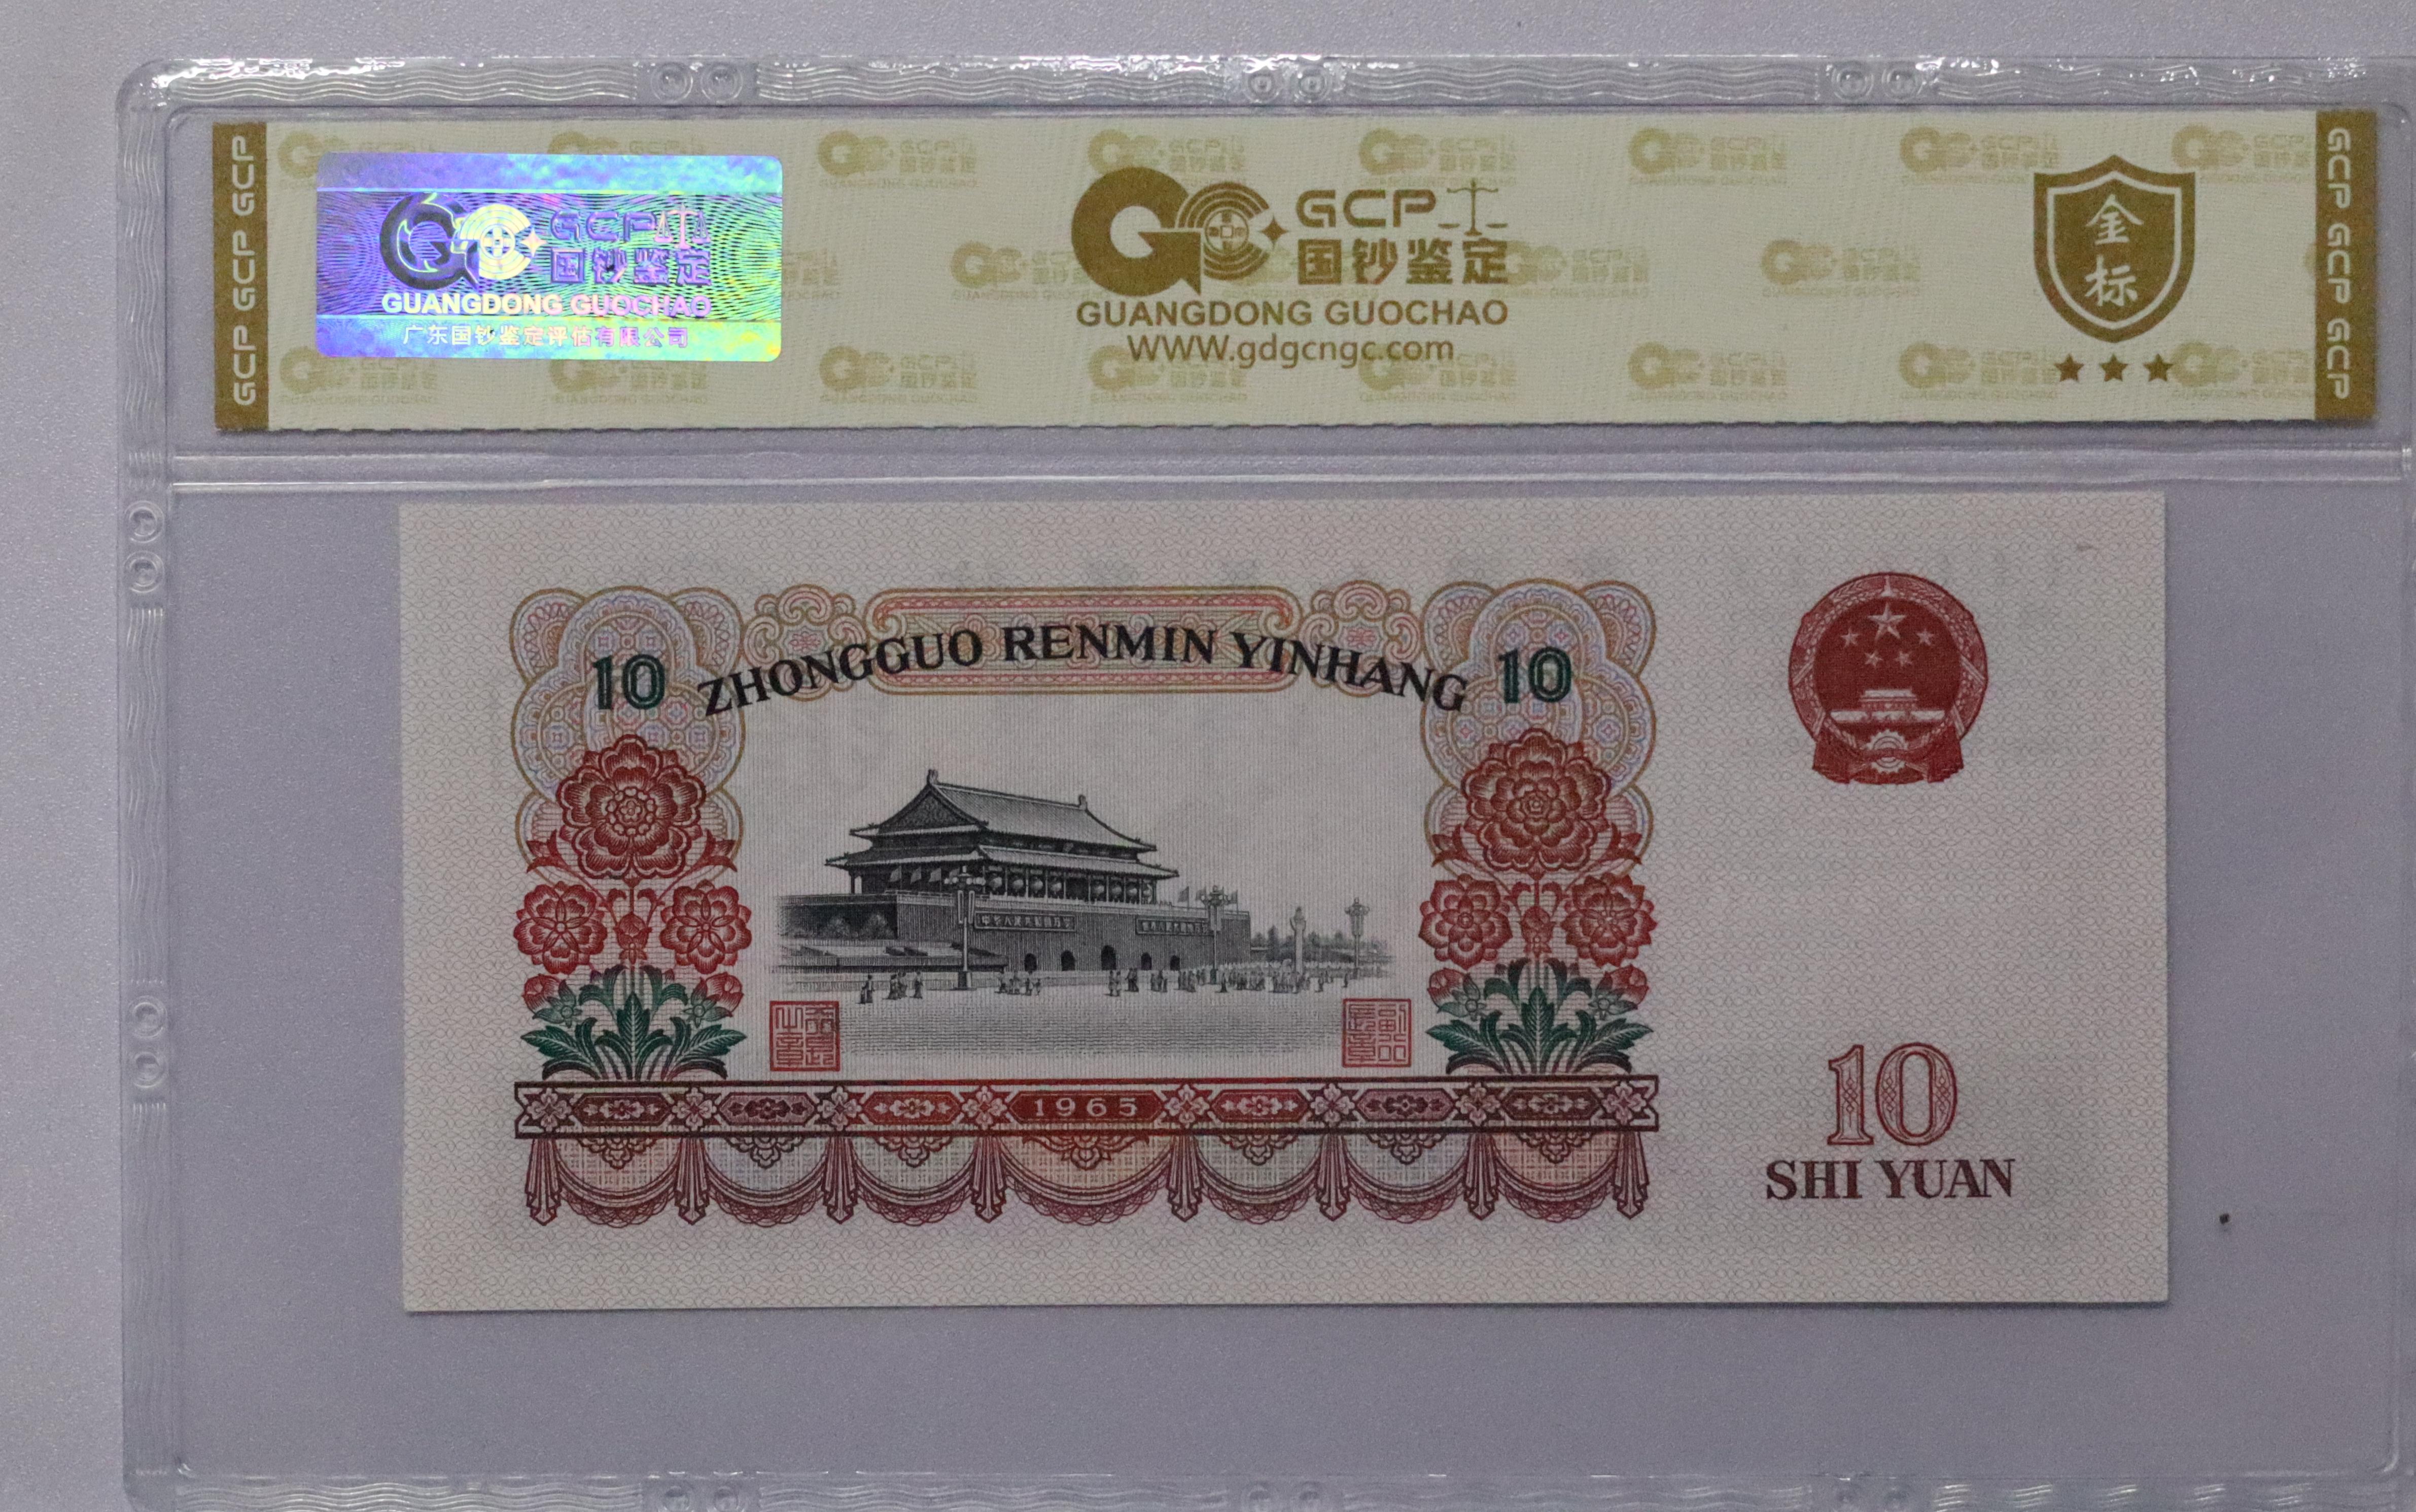 GCP GCP GCP
GCP
国钞鉴定
GUANGDONG GUOCHAO
广东国钞鉴定评估有限公司
GCP
国钞鉴定
GUANGDONG GUOCHAO
WWW.gdgcngc.com
金
标
GCP GCP GCP
10 ZHONGGUO RENMIN YINHANG 10
1965
10
SHI YUAN